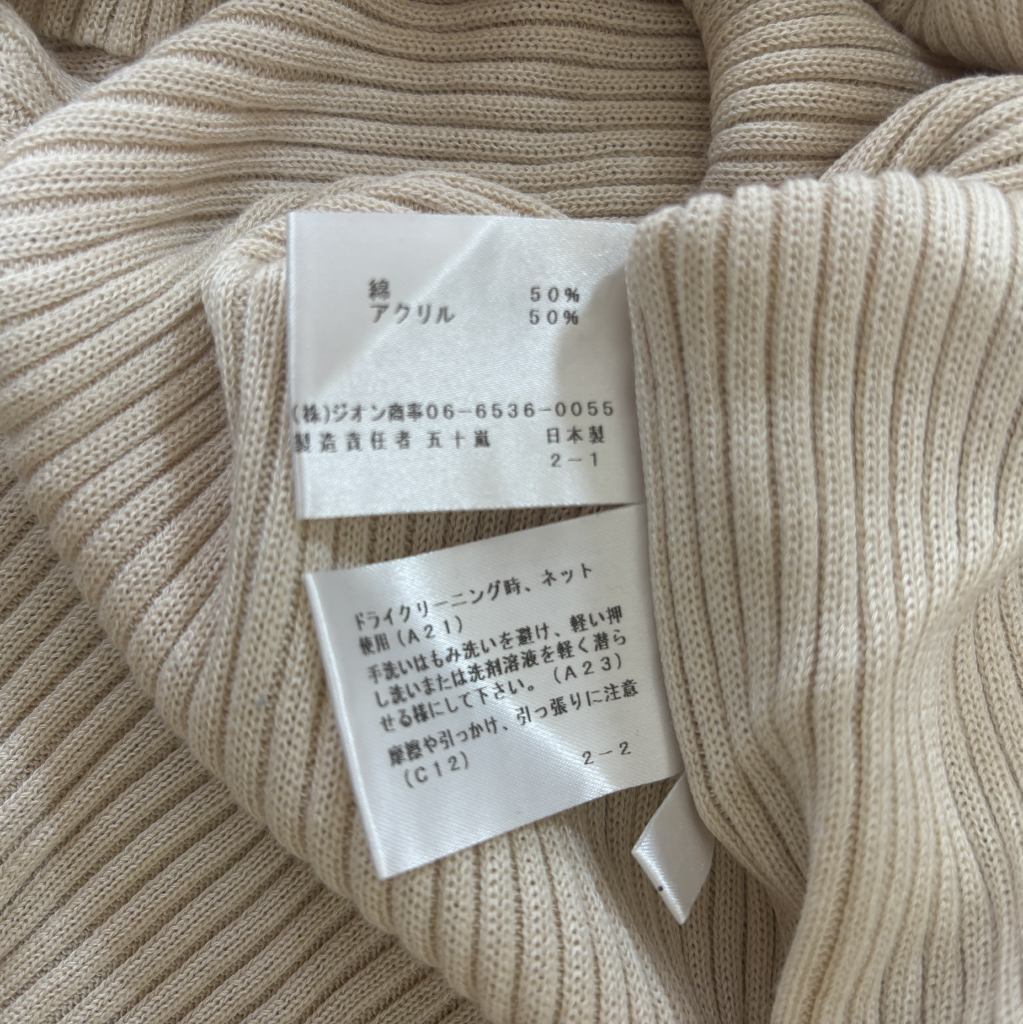 綿 50%
アクリル 50%
(株)ジオン商事06-6536-0055
製造責任者 五十嵐 日本製
2-1
ドライクリーニング時、ネット
使用(A21)
手洗いはもみ洗いを避け、軽い押
し洗いまたは洗剤溶液を軽く潜ら
せる様にして下さい。(A23)
摩擦や引っかけ、引っ張りに注意
(C12)
2-2